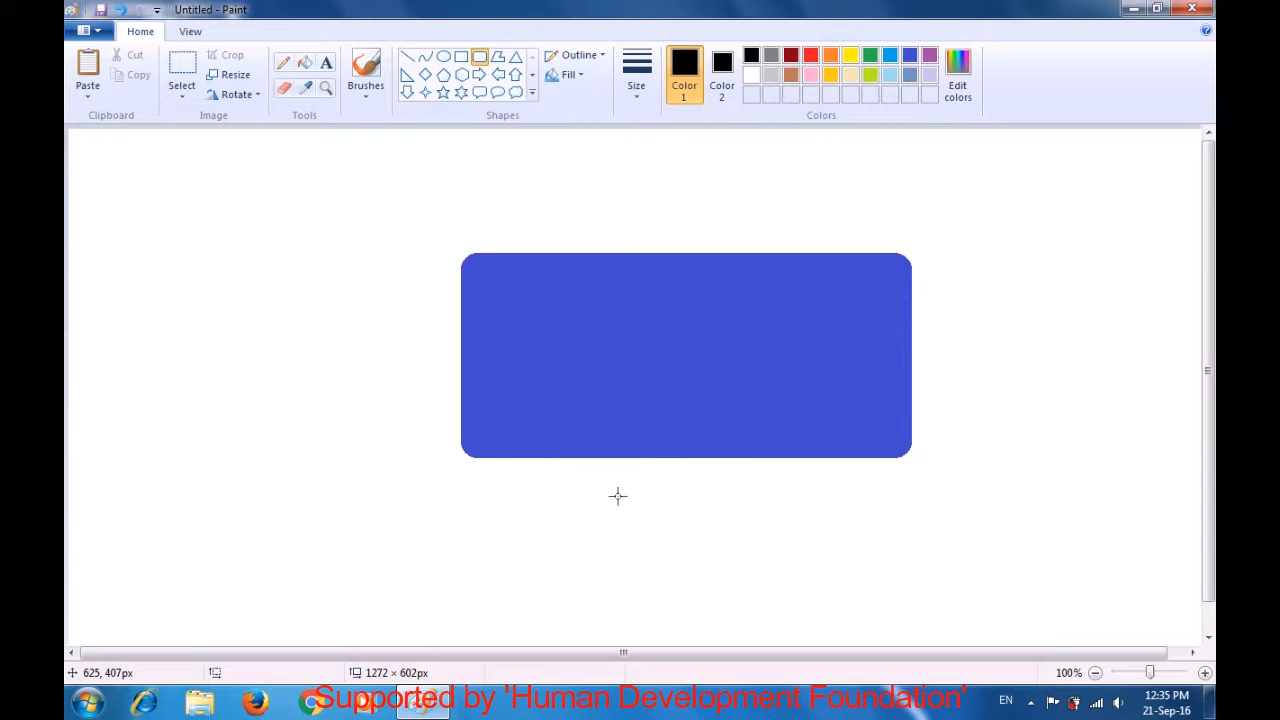 Untitled - Paint
Home
View
Paste
Cut
Copy
Clipboard
Select
Crop
Resize
Rotate
Image
A
Tools
Brushes
Outline
Fill
Shapes
Size
Color 1
Color 2
Edit colors
Colors
625, 407px
1272 × 602px
100%
Supported by 'Human Development Foundation'
EN
12:35 PM
21-Sep-16